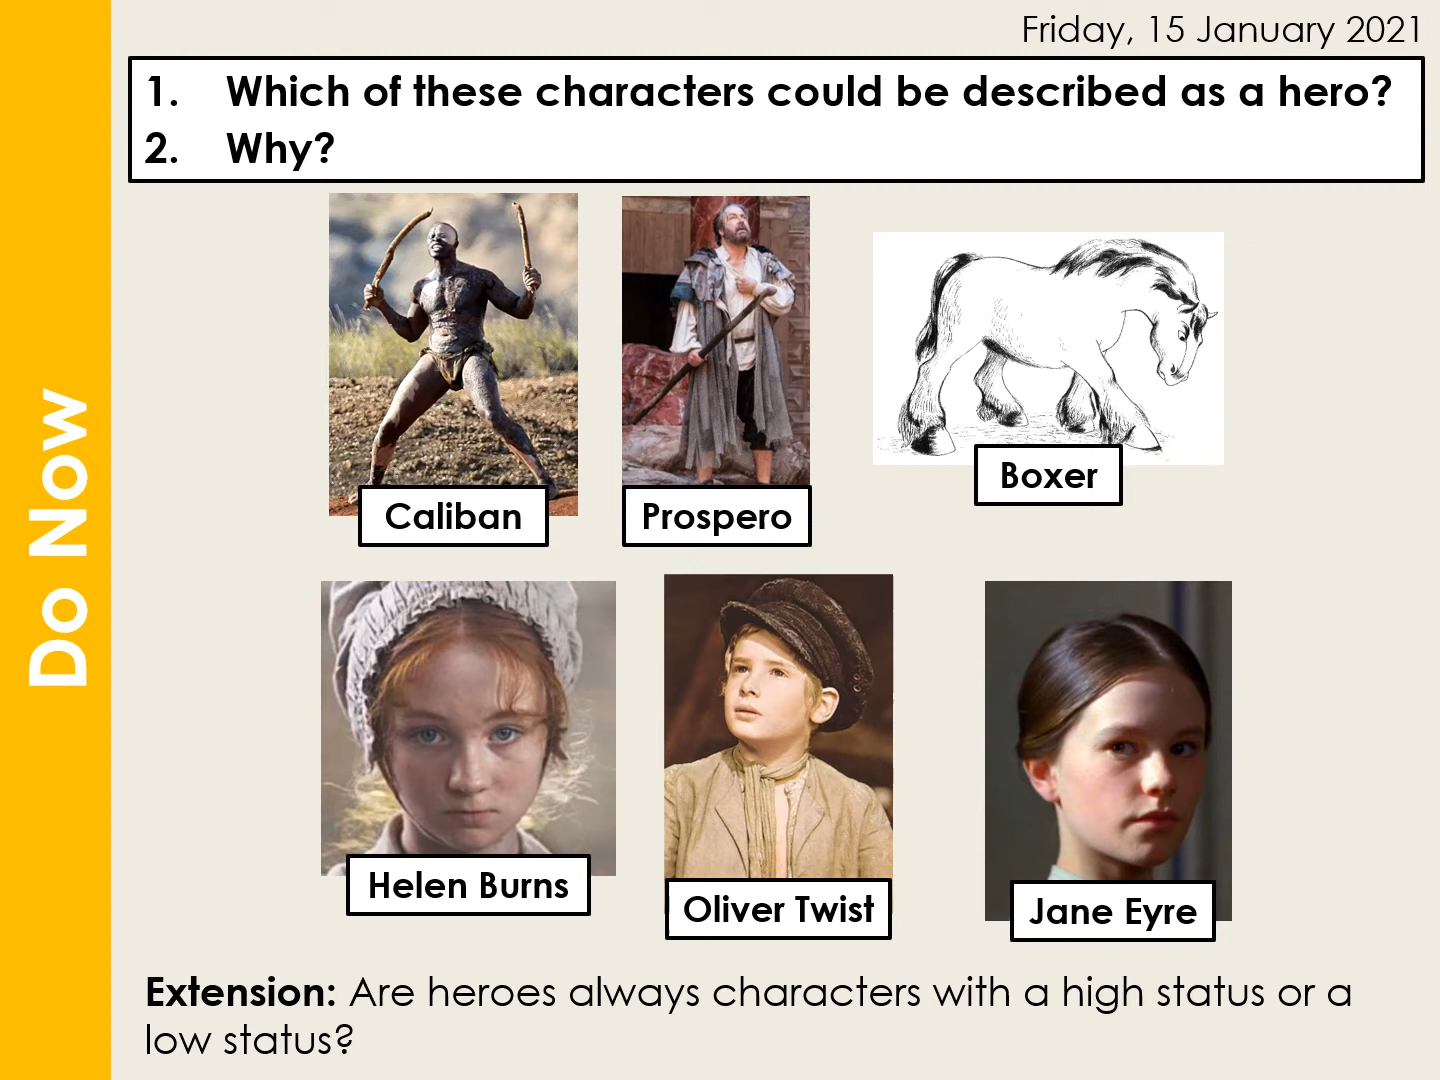 Friday, 15 January 2021
1. Which of these characters could be described as a hero?
2. Why?
Do Now
Caliban
Prospero
Boxer
Helen Burns
Oliver Twist
Jane Eyre
Extension: Are heroes always characters with a high status or a
low status?